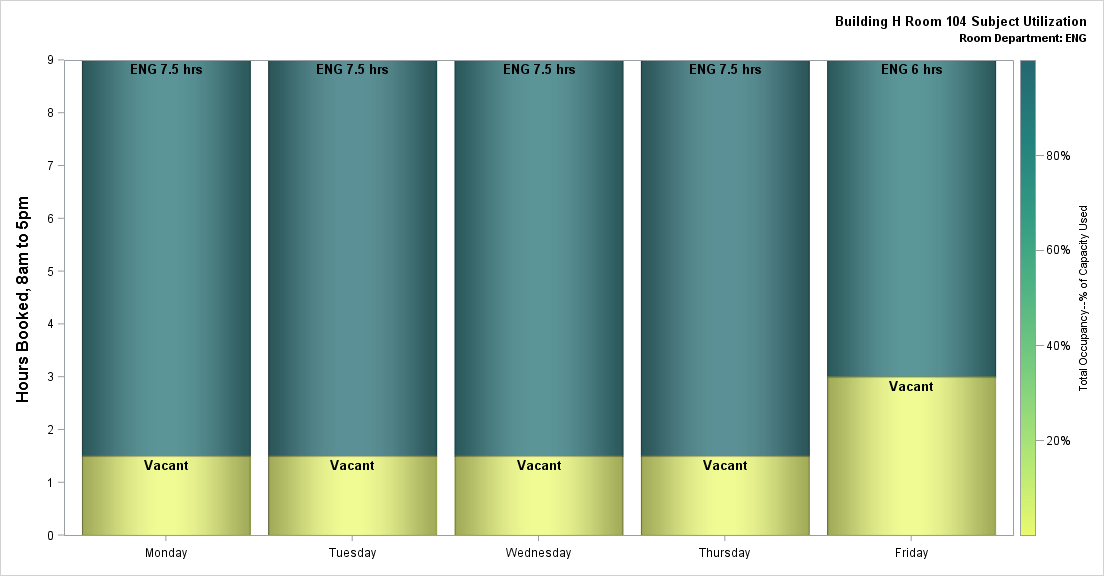 Building H Room 104 Subject Utilization
Room Department: ENG
Hours Booked, 8am to 5pm
9
8
7
6
5
4
3
2
1
0
ENG 7.5 hrs
ENG 7.5 hrs
ENG 7.5 hrs
ENG 7.5 hrs
ENG 6 hrs
Vacant
Vacant
Vacant
Vacant
Vacant
Monday
Tuesday
Wednesday
Thursday
Friday
80%
60%
40%
20%
Total Occupancy--% of Capacity Used